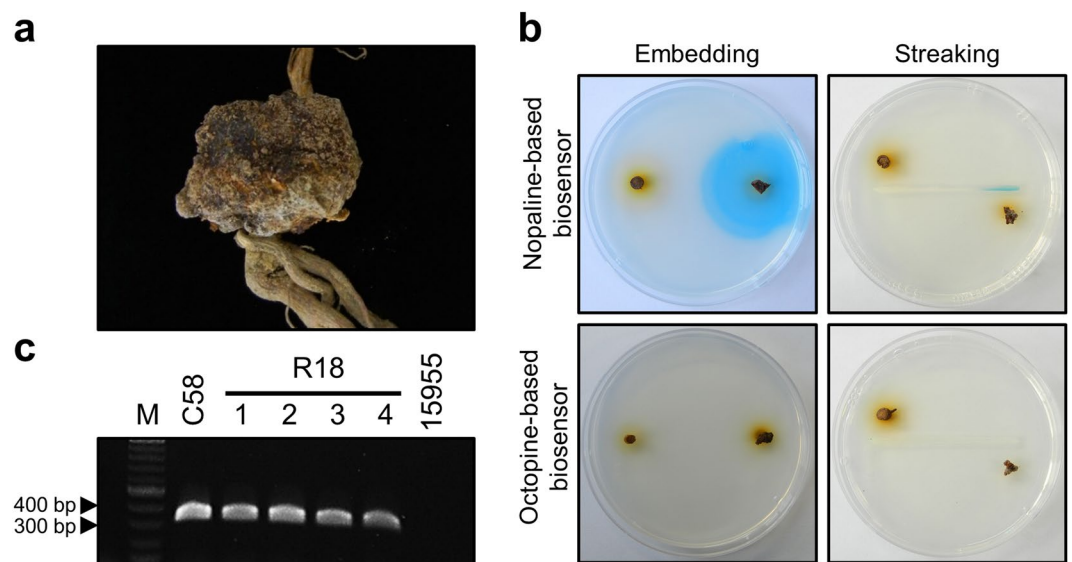 a
b
Embedding
Streaking
Nopaline-based
biosensor
Octopine-based
biosensor
c
M
C58
R18
1 2 3 4
15955
400 bp
300 bp